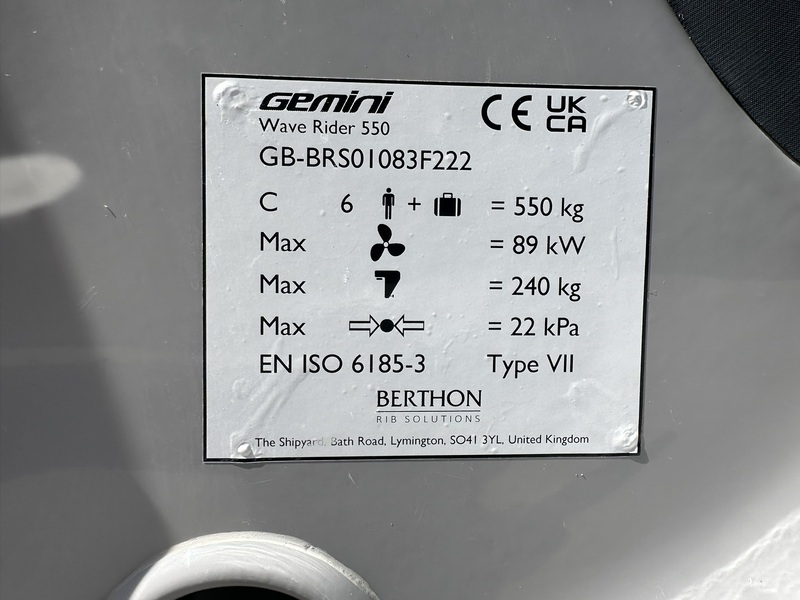 Gemini
CE UK CA
Wave Rider 550
GB-BRS01083F222
C 6 + = 550 kg
Max = 89 kW
Max = 240 kg
Max = 22 kPa
EN ISO 6185-3 Type VII
BERTHON
RIB SOLUTIONS
The Shipyard, Bath Road, Lymington, SO41 3YL, United Kingdom